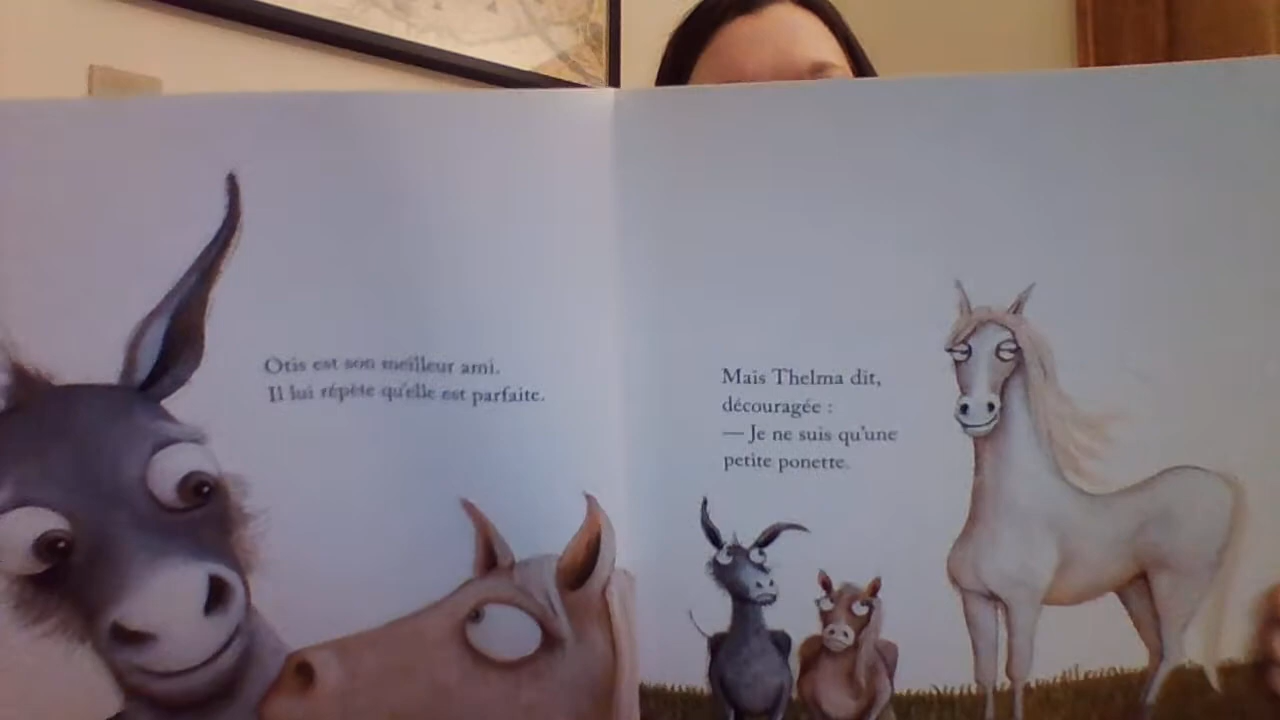 Otis est son meilleur ami.
Il lui répète qu'elle est parfaite.
Mais Thelma dit,
découragée :
— Je ne suis qu'une
petite ponette.